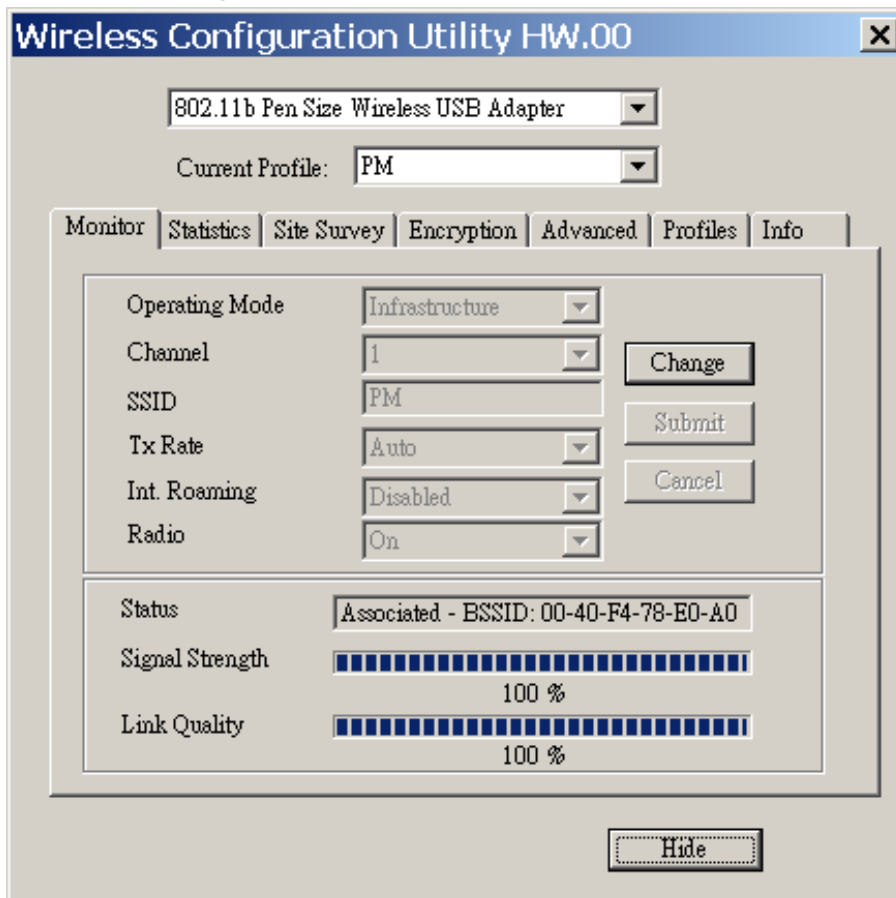 Wireless Configuration Utility HW.00
802.11b Pen Size Wireless USB Adapter
Current Profile: PM
Monitor Statistics Site Survey Encryption Advanced Profiles Info
Operating Mode Infrastructure
Channel 1
Change
SSID PM
Submit
Tx Rate Auto
Int. Roaming Disabled
Cancel
Radio On
Status Associated - BSSID: 00-40-F4-78-E0-A0
Signal Strength
100 %
Link Quality
100 %
Hide